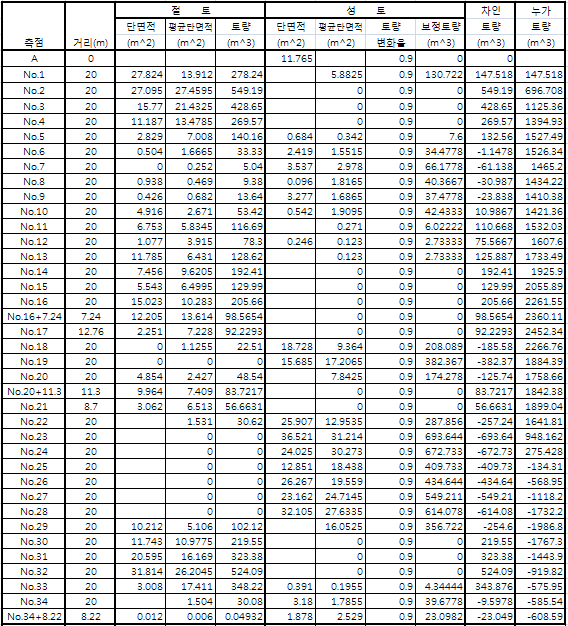 절 토 성 토 차인 누가
측점 거리(m) 단면적 평균단면적 토량 단면적 평균단면적 토량 보정토량 토량 토량
(m^2) (m^2) (m^3) (m^2) (m^2) 변화율 (m^3) (m^3) (m^3)
A 0 11.765 0.9 0 0
No.1 20 27.824 13.912 278.24 5.8825 0.9 130.722 147.518 147.518
No.2 20 27.095 27.4595 549.19 0 0.9 0 549.19 696.708
No.3 20 15.77 21.4325 428.65 0 0.9 0 428.65 1125.36
No.4 20 11.187 13.4785 269.57 0 0.9 0 269.57 1394.93
No.5 20 2.829 7.008 140.16 0.684 0.342 0.9 7.6 132.56 1527.49
No.6 20 0.504 1.6665 33.33 2.419 1.5515 0.9 34.4778 -1.1478 1526.34
No.7 20 0 0.252 5.04 3.537 2.978 0.9 66.1778 -61.138 1465.2
No.8 20 0.938 0.469 9.38 0.096 1.8165 0.9 40.3667 -30.987 1434.22
No.9 20 0.426 0.682 13.64 3.277 1.6865 0.9 37.4778 -23.838 1410.38
No.10 20 4.916 2.671 53.42 0.542 1.9095 0.9 42.4333 10.9867 1421.36
No.11 20 6.753 5.8345 116.69 0.271 0.9 6.02222 110.668 1532.03
No.12 20 1.077 3.915 78.3 0.246 0.123 0.9 2.73333 75.5667 1607.6
No.13 20 11.785 6.431 128.62 0.123 0.9 2.73333 125.887 1733.49
No.14 20 7.456 9.6205 192.41 0 0.9 0 192.41 1925.9
No.15 20 5.543 6.4995 129.99 0 0.9 0 129.99 2055.89
No.16 20 15.023 10.283 205.66 0 0.9 0 205.66 2261.55
No.16+7.24 7.24 12.205 13.614 98.5654 0 0.9 0 98.5654 2360.11
No.17 12.76 2.251 7.228 92.2293 0 0.9 0 92.2293 2452.34
No.18 20 0 1.1255 22.51 18.728 9.364 0.9 208.089 -185.58 2266.76
No.19 20 0 0 0 15.685 17.2065 0.9 382.367 -382.37 1884.39
No.20 20 4.854 2.427 48.54 7.8425 0.9 174.278 -125.74 1758.66
No.20+11.3 11.3 9.964 7.409 83.7217 0 0.9 0 83.7217 1842.38
No.21 8.7 3.062 6.513 56.6631 0 0.9 0 56.6631 1899.04
No.22 20 1.531 30.62 25.907 12.9535 0.9 287.856 -257.24 1641.81
No.23 20 0 0 36.521 31.214 0.9 693.644 -693.64 948.162
No.24 20 0 0 24.025 30.273 0.9 672.733 -672.73 275.428
No.25 20 0 0 12.851 18.438 0.9 409.733 -409.73 -134.31
No.26 20 0 0 26.267 19.559 0.9 434.644 -434.64 -568.95
No.27 20 0 0 23.162 24.7145 0.9 549.211 -549.21 -1118.2
No.28 20 0 0 32.105 27.6335 0.9 614.078 -614.08 -1732.2
No.29 20 10.212 5.106 102.12 16.0525 0.9 356.722 -254.6 -1986.8
No.30 20 11.743 10.9775 219.55 0 0.9 0 219.55 -1767.3
No.31 20 20.595 16.169 323.38 0 0.9 0 323.38 -1443.9
No.32 20 31.814 26.2045 524.09 0 0.9 0 524.09 -919.82
No.33 20 3.008 17.411 348.22 0.391 0.1955 0.9 4.34444 343.876 -575.95
No.34 20 1.504 30.08 3.18 1.7855 0.9 39.6778 -9.5978 -585.54
No.34+8.22 8.22 0.012 0.006 0.04932 1.878 2.529 0.9 23.0982 -23.049 -608.59